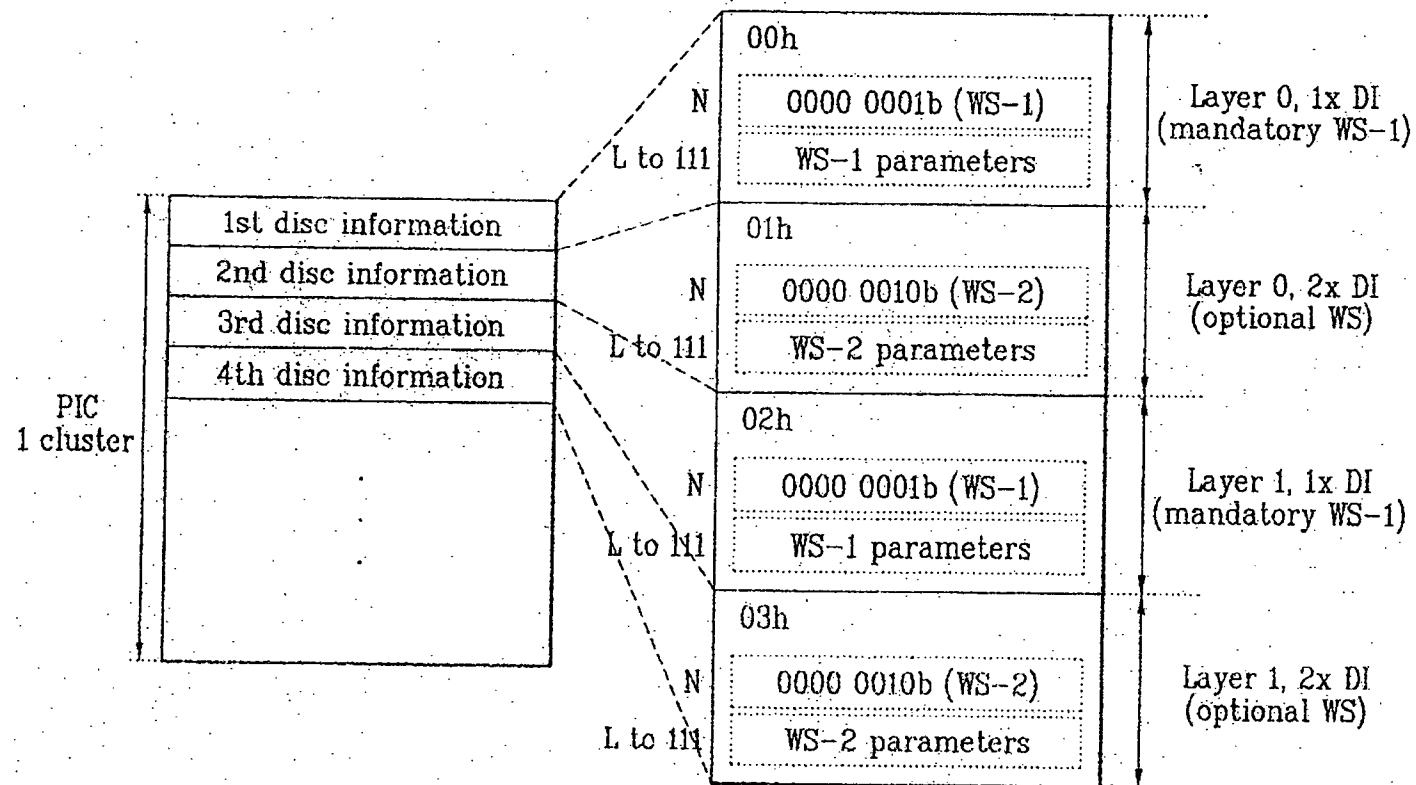 PIC
1 cluster
1st disc information
2nd disc information
3rd disc information
4th disc information
00h
N
0000 0001b (WS-1)
L to 111
WS-1 parameters
Layer 0, 1x DI
(mandatory WS-1)
01h
N
0000 0010b (WS-2)
L to 111
WS-2 parameters
Layer 0, 2x DI
(optional WS)
02h
N
0000 0001b (WS-1)
L to 111
WS-1 parameters
Layer 1, 1x DI
(mandatory WS-1)
03h
N
0000 0010b (WS-2)
L to 111
WS-2 parameters
Layer 1, 2x DI
(optional WS)